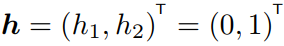 𝒉 = (h₁, h₂)ᵀ = (0, 1)ᵀ